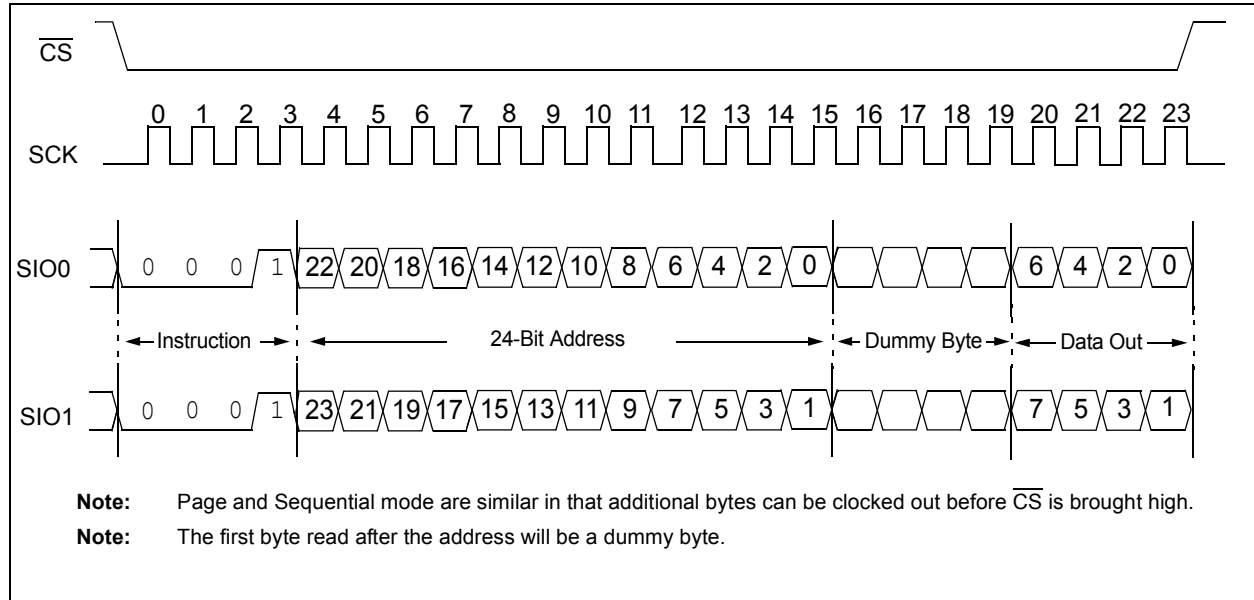 CS
0 1 2 3 4 5 6 7 8 9 10 11 12 13 14 15 16 17 18 19 20 21 22 23
SCK
SIO0 0 0 0 1 22 20 18 16 14 12 10 8 6 4 2 0 6 4 2 0
Instruction 24-Bit Address Dummy Byte Data Out
SIO1 0 0 0 1 23 21 19 17 15 13 11 9 7 5 3 1 7 5 3 1
Note: Page and Sequential mode are similar in that additional bytes can be clocked out before CS is brought high.
Note: The first byte read after the address will be a dummy byte.